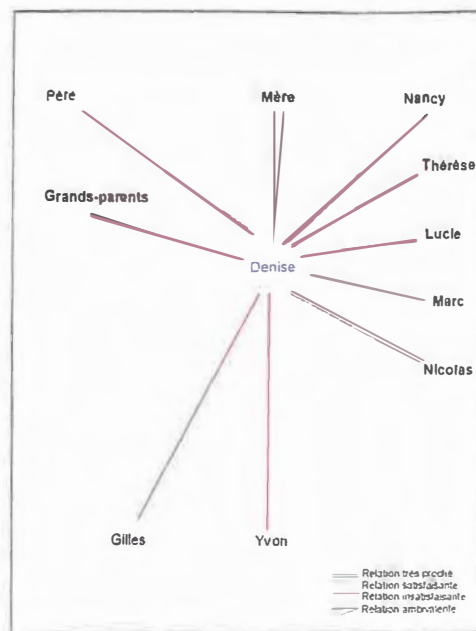 Père
Mère
Nancy
Thérèse
Grands-parents
Lucie
Denise
Marc
Nicolas
Gilles
Yvon
Relation très proche
Relation satisfaisante
Relation insatisfaisante
Relation ambivalente